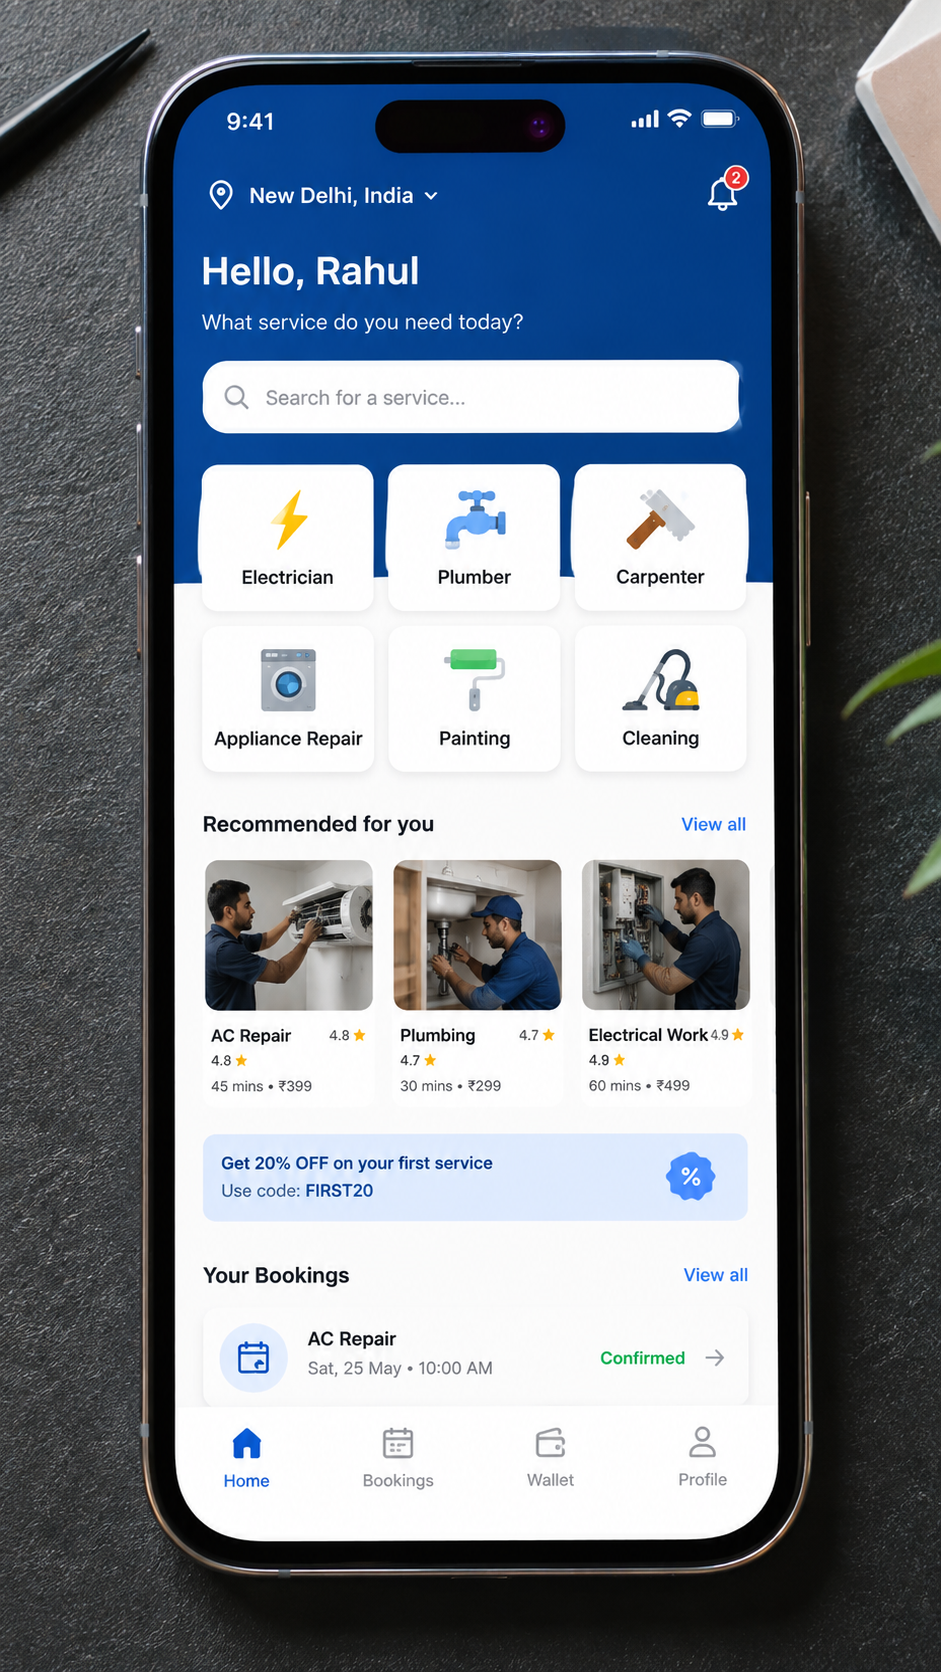 9:41
New Delhi, India
2
Hello, Rahul
What service do you need today?
Search for a service...
Electrician
Plumber
Carpenter
Appliance Repair
Painting
Cleaning
Recommended for you
View all
AC Repair 4.8
4.8
45 mins • ₹399
Plumbing 4.7
4.7
30 mins • ₹299
Electrical Work 4.9
4.9
60 mins • ₹499
Get 20% OFF on your first service
Use code: FIRST20
%
Your Bookings
View all
AC Repair
Sat, 25 May • 10:00 AM
Confirmed
Home
Bookings
Wallet
Profile